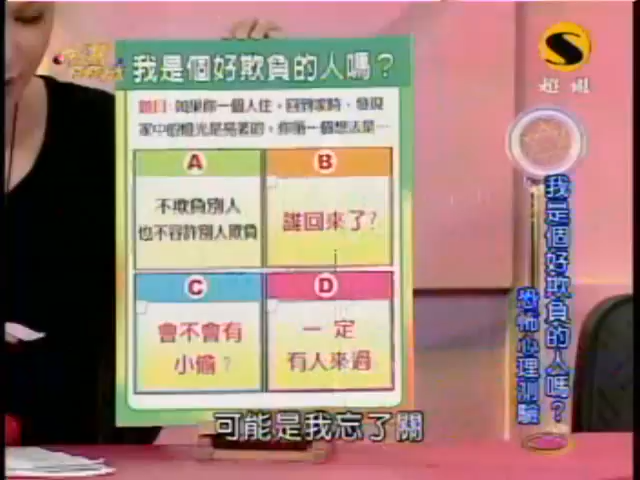 我是個好欺負的人嗎？
題目:如果你一個人住，回到家時，發現
家中的燈光是亮著的，你第一個想法是…
A
不欺負別人
也不容許別人欺負
B
誰回來了?
C
會不會有
小偷?
D
一定
有人來過
S
超視
我是個好欺負的人嗎?
恐怖心理測驗
可能是我忘了關